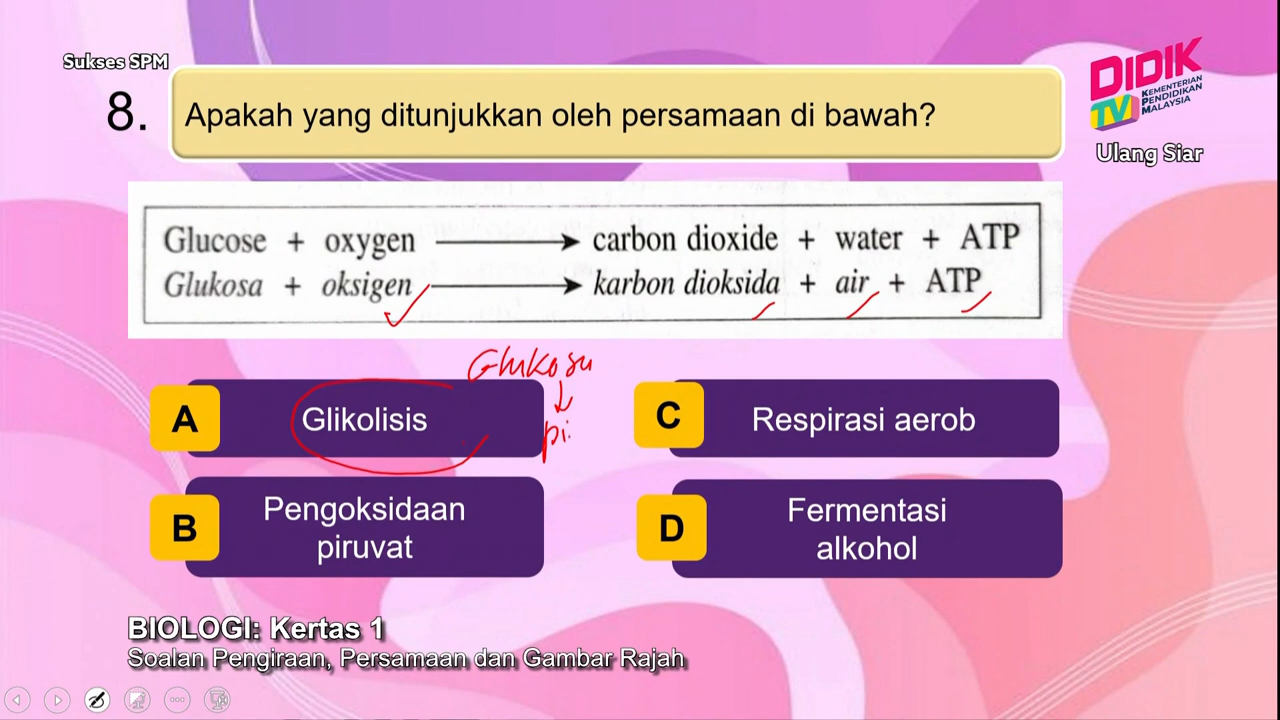 Sukses SPM
8.
Apakah yang ditunjukkan oleh persamaan di bawah?
DIDIK
TV
KEMENTERIAN
PENDIDIKAN
MALAYSIA
Ulang Siar
Glucose + oxygen → carbon dioxide + water + ATP
Glukosa + oksigen → karbon dioksida + air + ATP
Glukosa
↓
pi
A Glikolisis
C Respirasi aerob
B Pengoksidaan
piruvat
D Fermentasi
alkohol
BIOLOGI: Kertas 1
Soalan Pengiraan, Persamaan dan Gambar Rajah